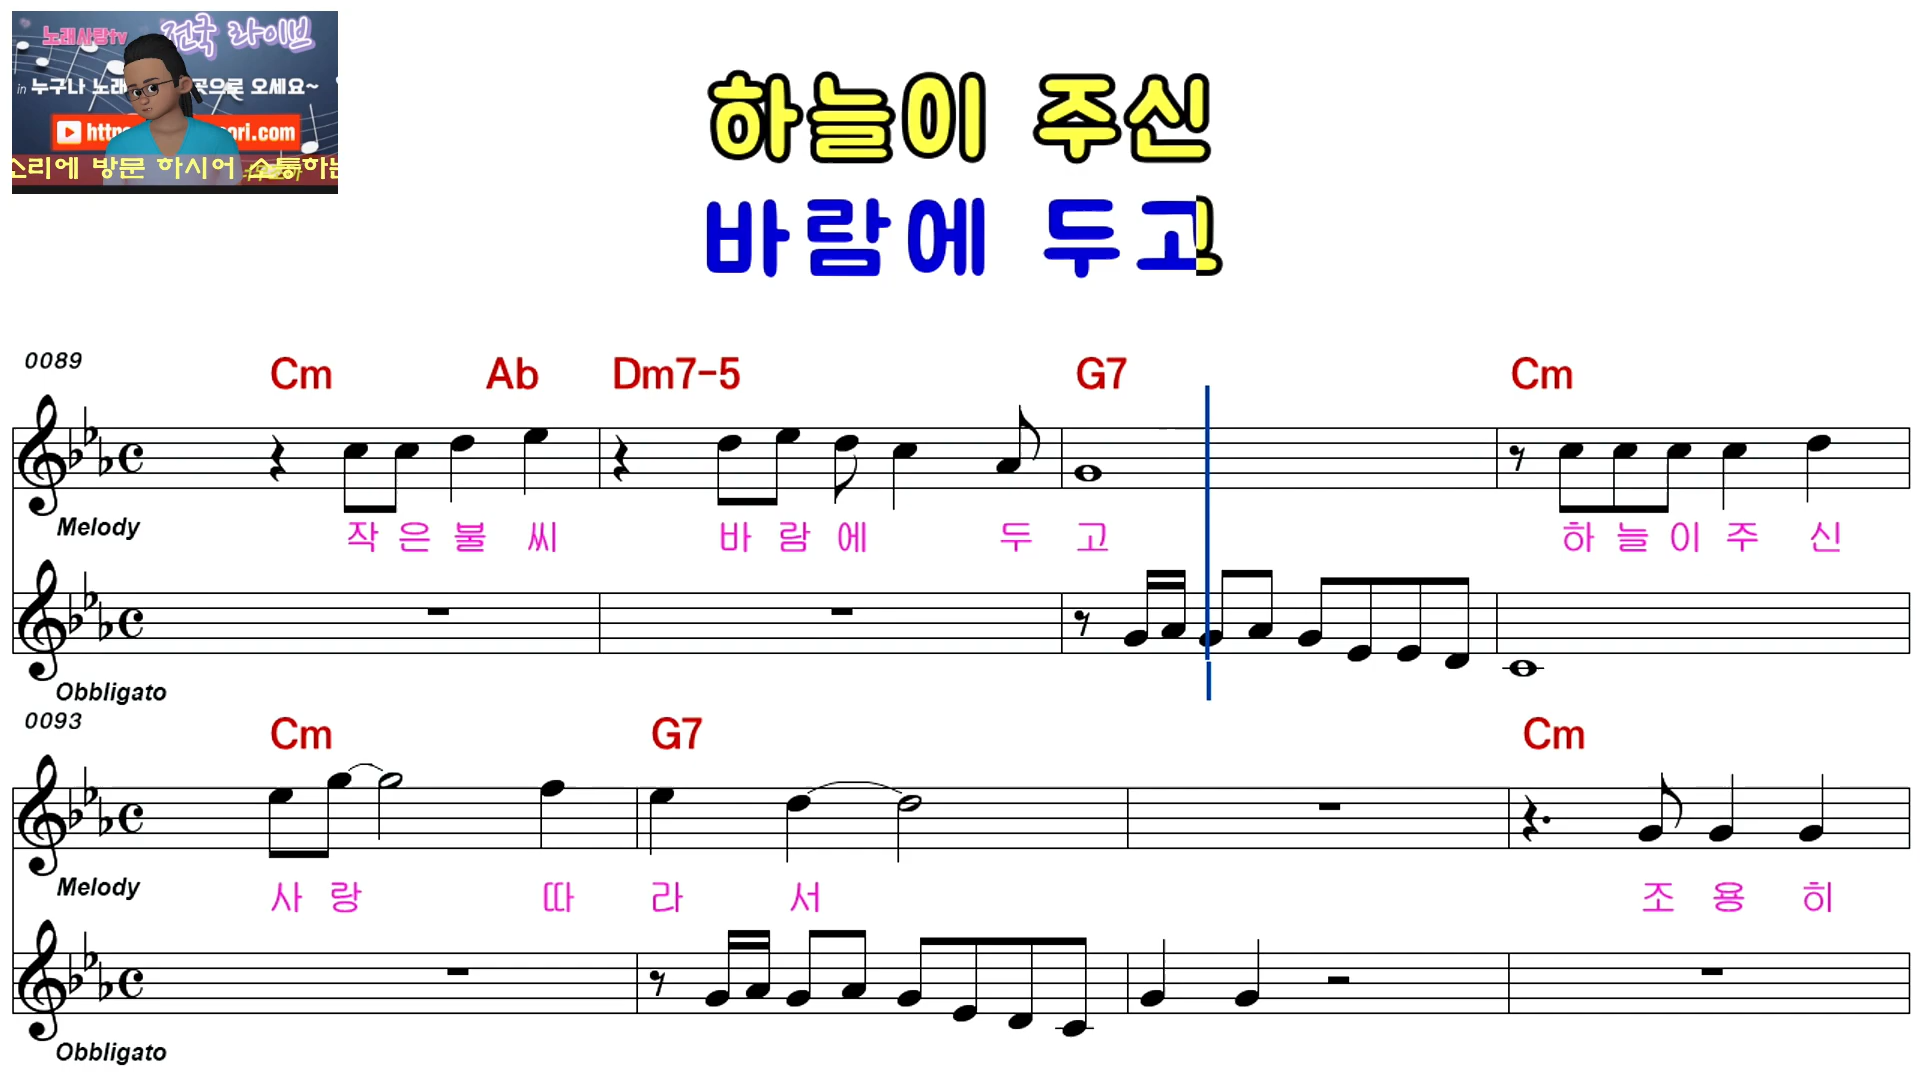 노래사랑tv 전국 라이브
in 누구나 노래 곳으로 오세요~
https ori.com
소리에 방문 하시어 소통하는
하늘이 주신
바람에 두고
0089
Cm Ab Dm7-5 G7 Cm
Melody
작은불씨 바람에 두고 하늘이주신
Obbligato
0093
Cm G7 Cm
Melody
사랑 따라서 조용히
Obbligato